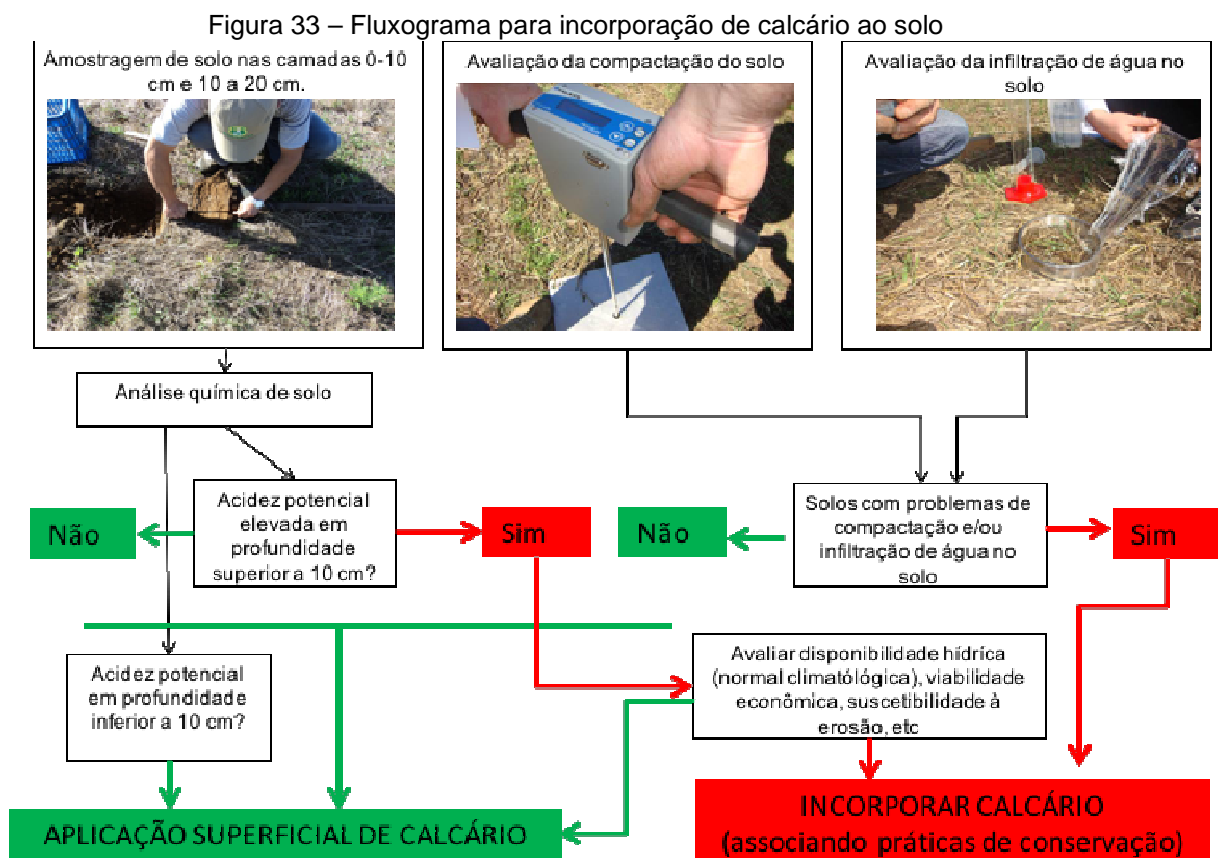 Figura 33 – Fluxograma para incorporação de calcário ao solo
Amostragem de solo nas camadas 0-10
cm e 10 a 20 cm.
Avaliação da compactação do solo
Avaliação da infiltração de água no
solo
Análise química de solo
Não
Acidez potencial
elevada em
profundidade
superior a 10 cm?
Sim
Não
Solos com problemas de
compactação e/ou
infiltração de água no
solo
Sim
Acidez potencial
em profundidade
inferior a 10 cm?
Avaliar disponibilidade hídrica
(normal climatológica), viabilidade
econômica, suscetibilidade à
erosão, etc
APLICAÇÃO SUPERFICIAL DE CALCÁRIO
INCORPORAR CALCÁRIO
(associando práticas de conservação)